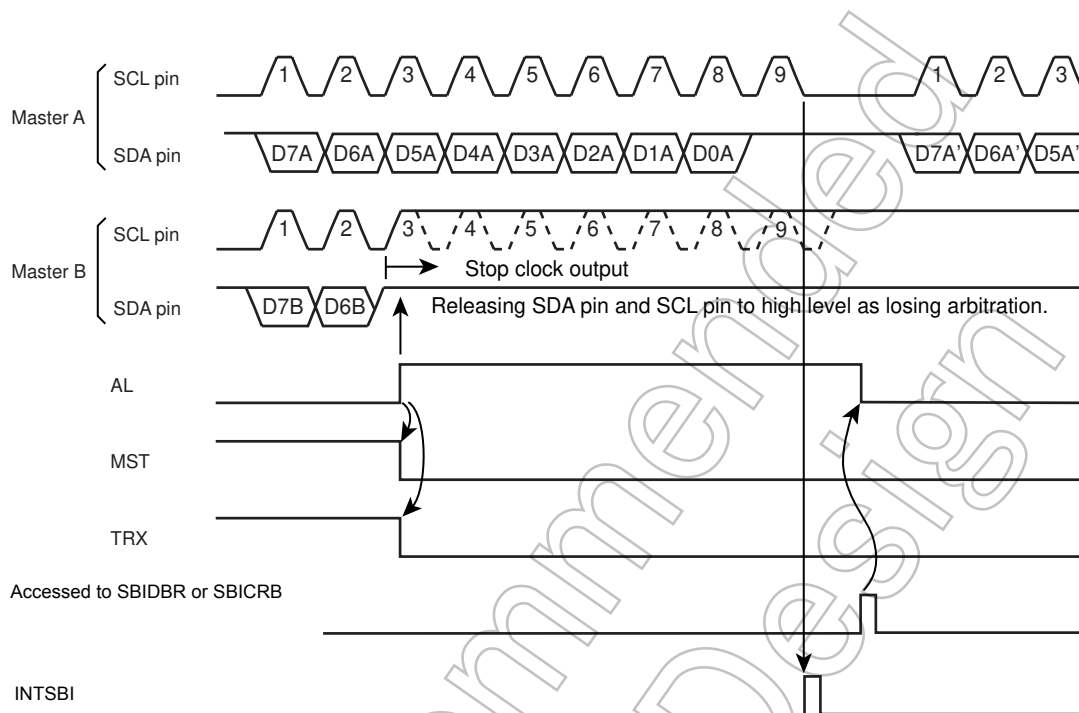 Master A
SCL pin
1 2 3 4 5 6 7 8 9 1 2 3
SDA pin
D7A D6A D5A D4A D3A D2A D1A D0A D7A' D6A' D5A'
Master B
SCL pin
1 2 3 4 5 6 7 8 9
Stop clock output
SDA pin
D7B D6B
Releasing SDA pin and SCL pin to high level as losing arbitration.
AL
MST
TRX
Accessed to SBIDBR or SBICRB
INTSBI
ommended
Design